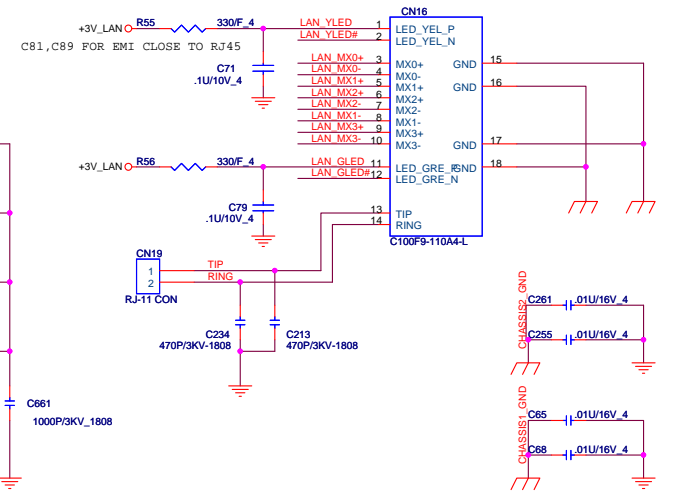 CN16
+3V_LAN R55 330/F_4 LAN_YLED 1 LED_YEL_P
LAN_YLED# 2 LED_YEL_N
C81,C89 FOR EMI CLOSE TO RJ45
C71
.1U/10V_4
LAN_MX0+ 3 MX0+ GND 15
LAN_MX0- 4 MX0-
LAN_MX1+ 5 MX1+ GND 16
LAN_MX2+ 6 MX2+
LAN_MX2- 7 MX2-
LAN_MX1- 8 MX1-
LAN_MX3+ 9 MX3+
LAN_MX3- 10 MX3- GND 17
+3V_LAN R56 330/F_4 LAN_GLED 11 LED_GRE_P GND 18
LAN_GLED# 12 LED_GRE_N
C79
.1U/10V_4
13 TIP
14 RING
C100F9-110A4-L
CN19
1 TIP
2 RING
RJ-11 CON
C234
470P/3KV-1808
C213
470P/3KV-1808
C661
1000P/3KV_1808
CHASSIS2_GND
C261 .01U/16V_4
C255 .01U/16V_4
CHASSIS1_GND
C65 .01U/16V_4
C68 .01U/16V_4